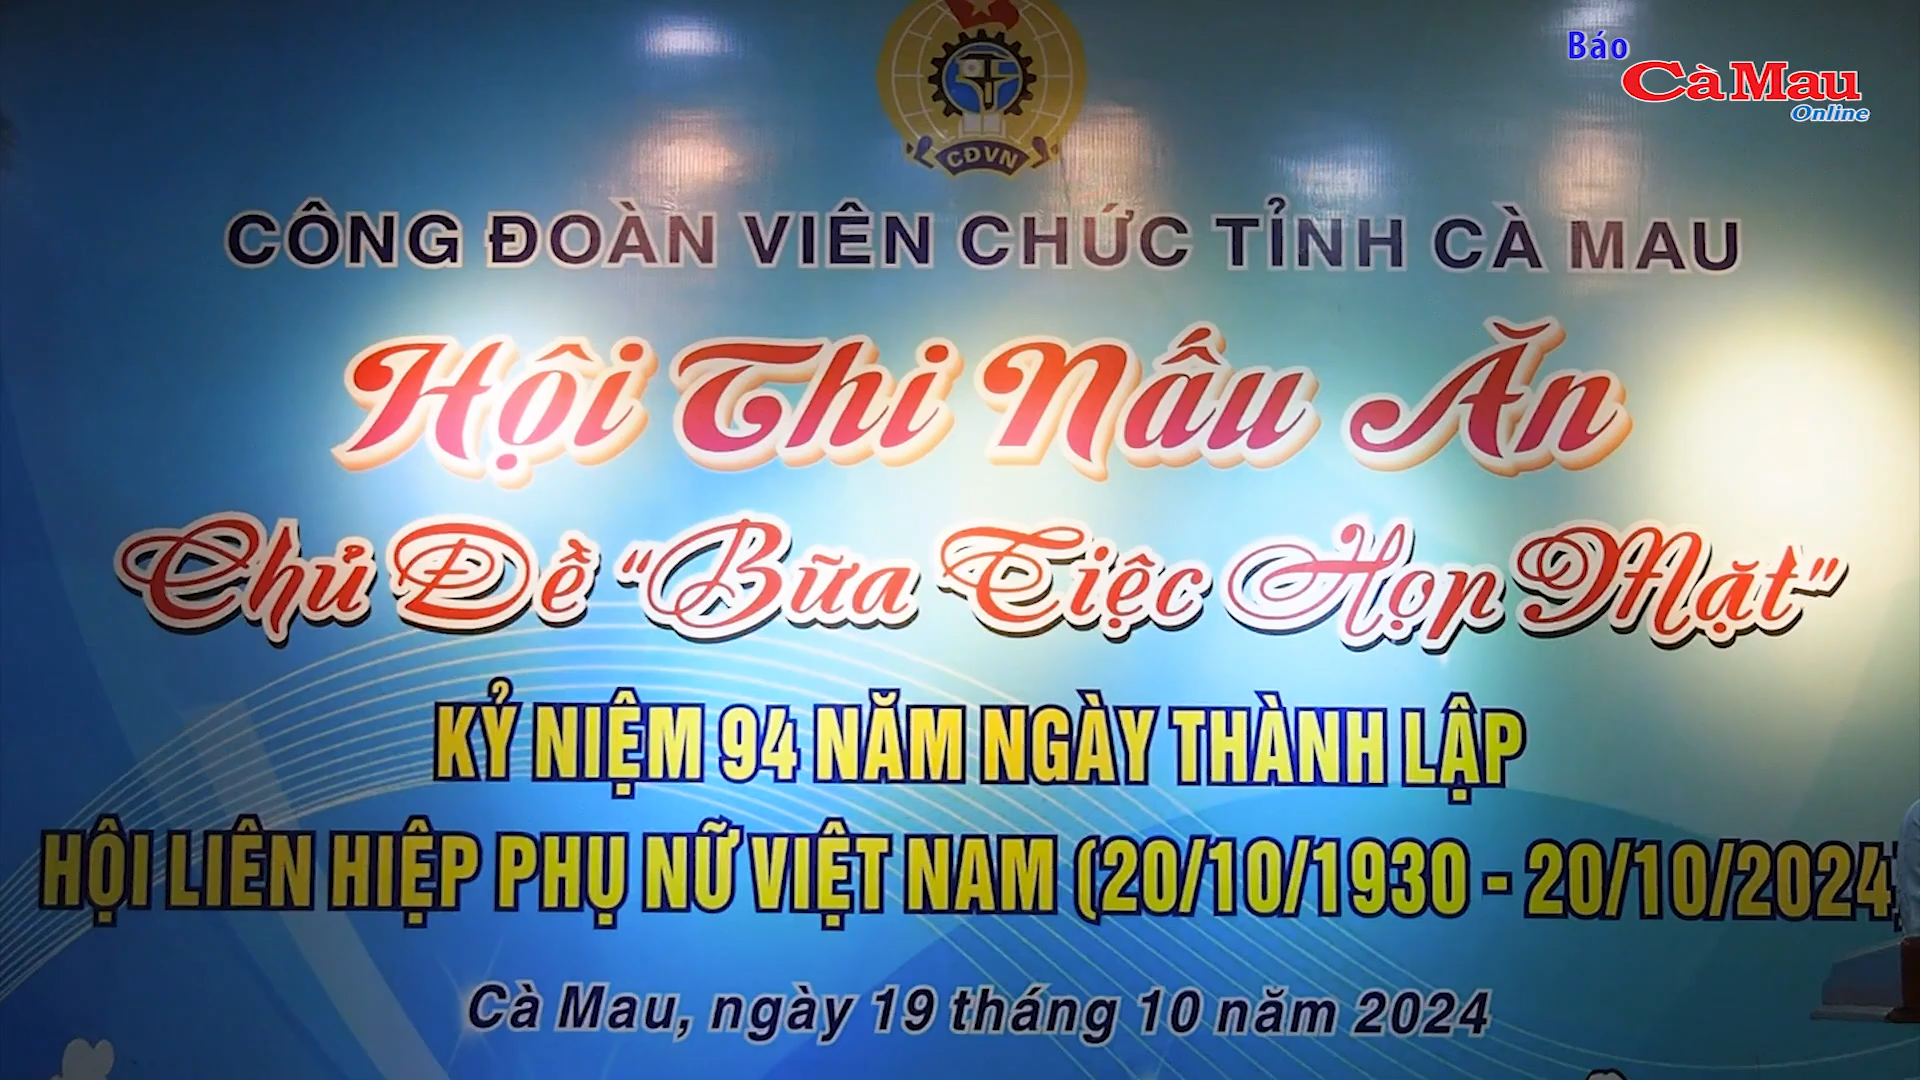 Báo
Cà Mau
Online
CĐVN
CÔNG ĐOÀN VIÊN CHỨC TỈNH CÀ MAU
Hội Thi Nấu Ăn
Chủ Đề “Bữa Tiệc Họp Mặt”
KỶ NIỆM 94 NĂM NGÀY THÀNH LẬP
HỘI LIÊN HIỆP PHỤ NỮ VIỆT NAM (20/10/1930 - 20/10/2024)
Cà Mau, ngày 19 tháng 10 năm 2024